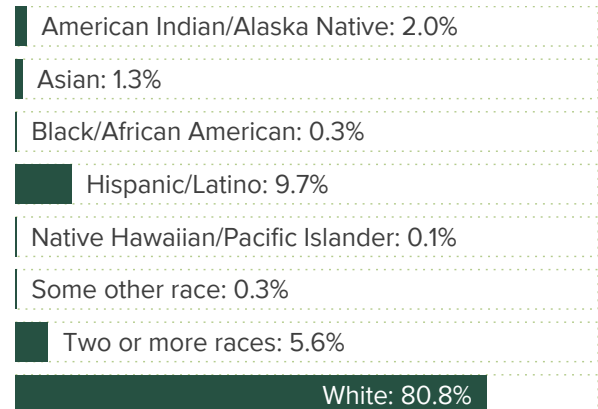 American Indian/Alaska Native: 2.0%
Asian: 1.3%
Black/African American: 0.3%
Hispanic/Latino: 9.7%
Native Hawaiian/Pacific Islander: 0.1%
Some other race: 0.3%
Two or more races: 5.6%
White: 80.8%